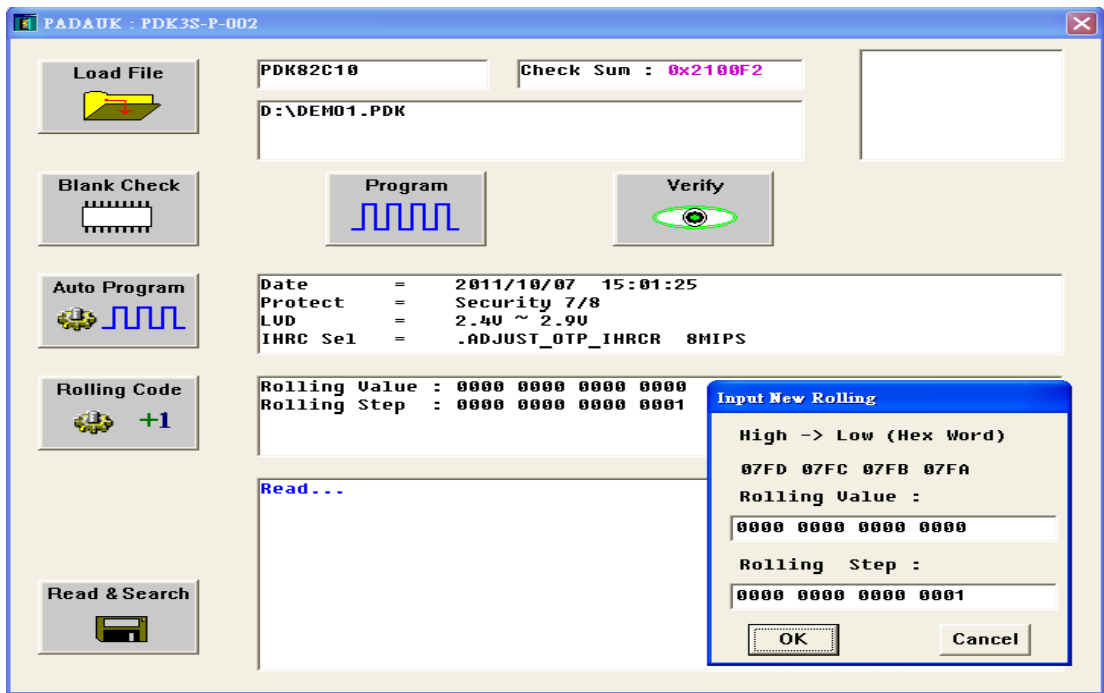 PADAUK : PDK3S-P-002
Load File
PDK82C10
Check Sum : 0x2100F2
D:\DEMO1.PDK
Blank Check
Program
Verify
Auto Program
Date = 2011/10/07 15:01:25
Protect = Security 7/8
LVD = 2.4V ~ 2.9V
IHRC Sel = .ADJUST_OTP_IHRCR 8MIPS
Rolling Code
+1
Rolling Value : 0000 0000 0000 0000
Rolling Step : 0000 0000 0000 0001
Input New Rolling
High -> Low (Hex Word)
07FD 07FC 07FB 07FA
Rolling Value :
0000 0000 0000 0000
Rolling Step :
0000 0000 0000 0001
OK
Cancel
Read...
Read & Search